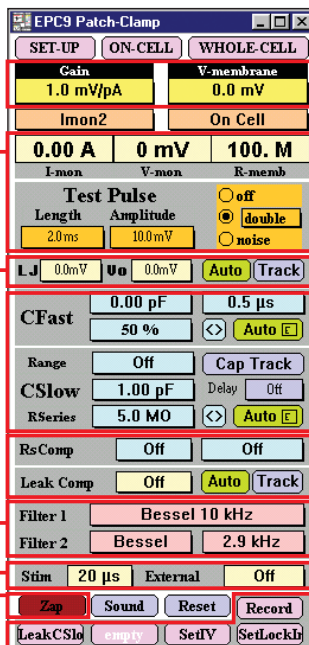 EPC9 Patch-Clamp
SET-UP ON-CELL WHOLE-CELL
Gain V-membrane
1.0 mV/pA 0.0 mV
Imon2 On Cell
0.00 A 0 mV 100. M
I-mon V-mon R-memb
Test Pulse off
Length Amplitude double
2.0ms 10.0mV noise
LJ 0.0mV Vo 0.0mV Auto Track
CFast 0.00 pF 0.5 µs
50 % <> Auto E
Range Off Cap Track
CSlow 1.00 pF Delay Off
RSeries 5.0 MO <> Auto E
RsComp Off Off
Leak Comp Off Auto Track
Filter 1 Bessel 10 kHz
Filter 2 Bessel 2.9 kHz
Stim 20 µs External Off
Zap Sound Reset Record
LeakCSlo empty SetIV SetLockIn